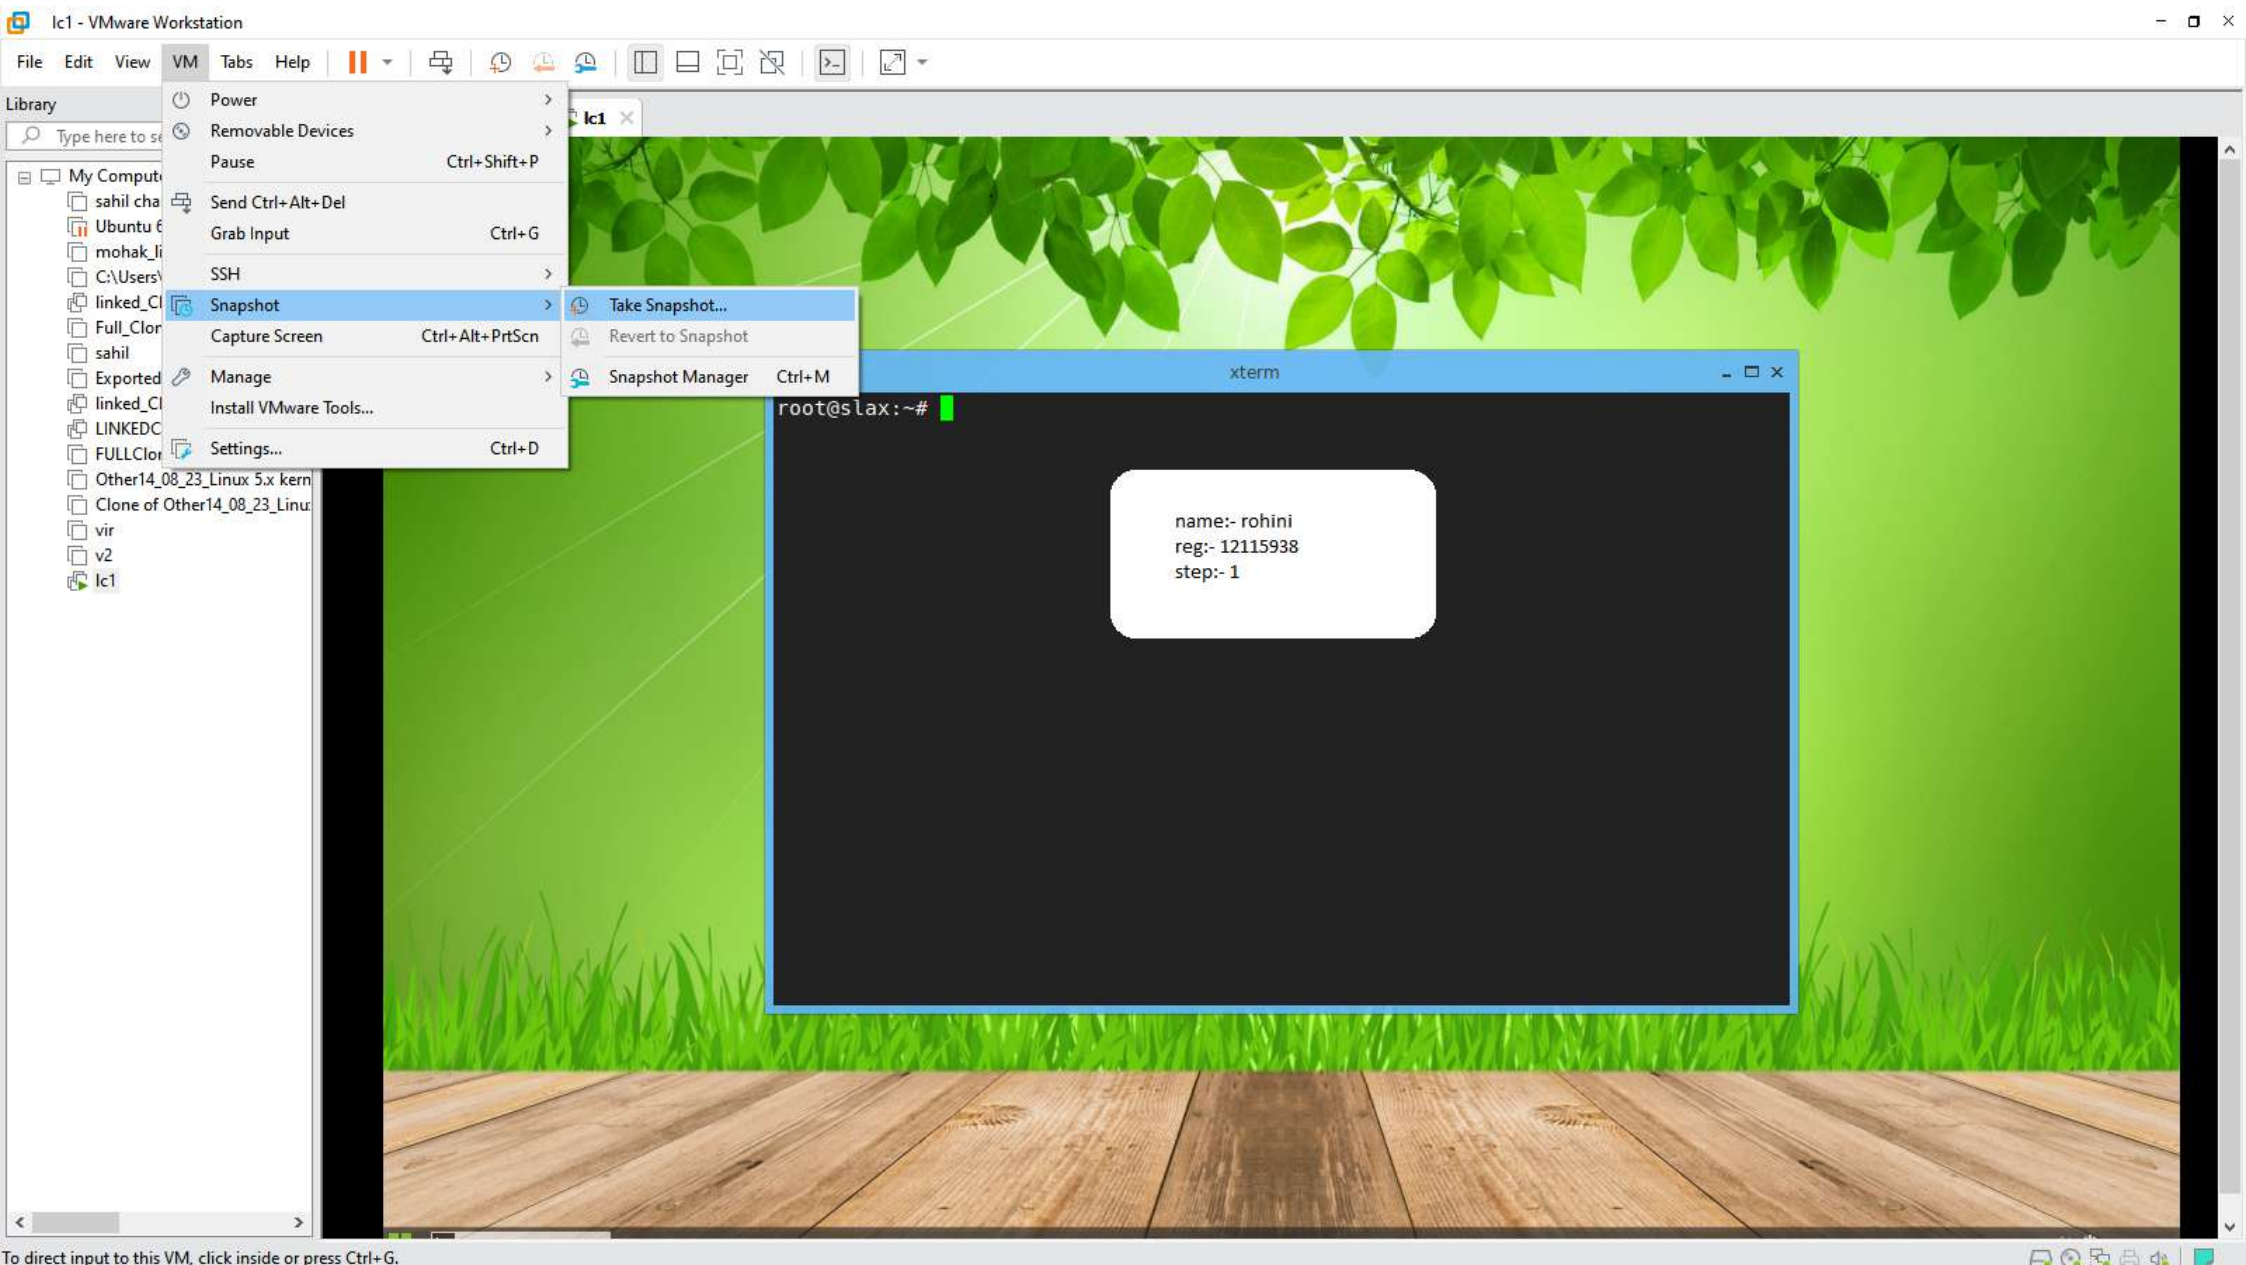 lc1 - VMware Workstation
File Edit View VM Tabs Help
Library
Type here to se
My Compute
sahil cha
Ubuntu 6
mohak_li
C:\Users\
linked_Cl
Full_Clon
sahil
Exported
linked_Cl
LINKEDC
FULLClon
Other14_08_23_Linux 5.x kern
Clone of Other14_08_23_Linu
vir
v2
lc1
Power
Removable Devices
Pause Ctrl+Shift+P
Send Ctrl+Alt+Del
Grab Input Ctrl+G
SSH
Snapshot
Capture Screen Ctrl+Alt+PrtScn
Manage
Install VMware Tools...
Settings... Ctrl+D
Take Snapshot...
Revert to Snapshot
Snapshot Manager Ctrl+M
lc1
xterm
root@slax:~#
name:- rohini
reg:- 12115938
step:- 1
To direct input to this VM, click inside or press Ctrl+G.